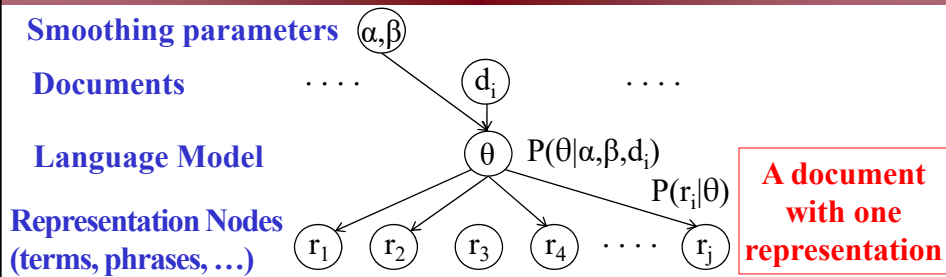 Smoothing parameters α,β
Documents · · · · dᵢ · · · ·
Language Model θ P(θ|α,β,dᵢ)
P(rᵢ|θ)
Representation Nodes
(terms, phrases, …) r₁ r₂ r₃ r₄ · · · · rⱼ
A document
with one
representation